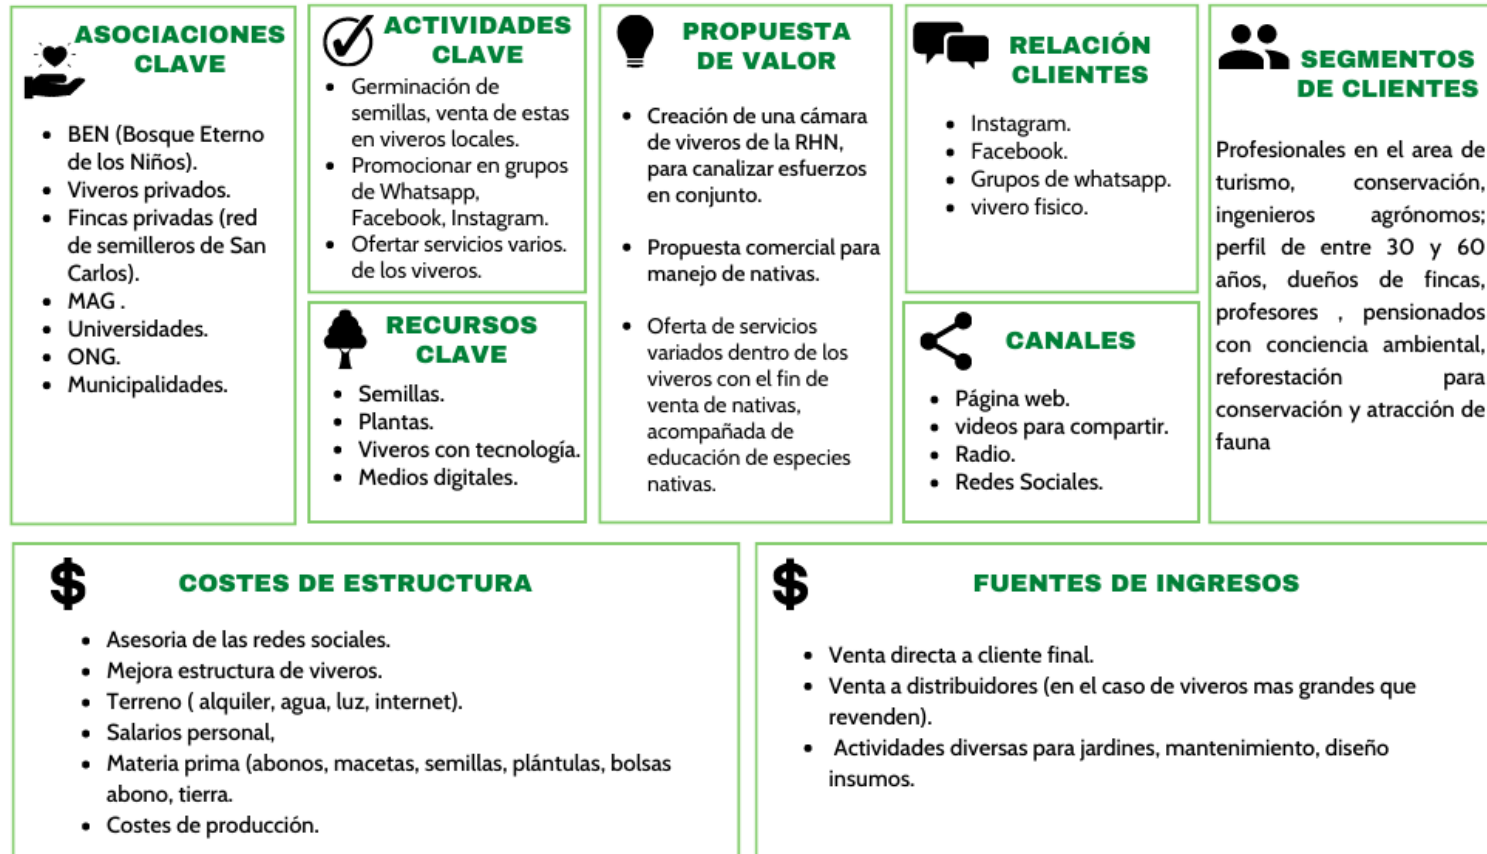 ASOCIACIONES
CLAVE
• BEN (Bosque Eterno
de los Niños).
• Viveros privados.
• Fincas privadas (red
de semilleros de San
Carlos).
• MAG .
• Universidades.
• ONG.
• Municipalidades.
ACTIVIDADES
CLAVE
• Germinación de
semillas, venta de estas
en viveros locales.
• Promocionar en grupos
de Whatsapp,
Facebook, Instagram.
• Ofertar servicios varios.
de los viveros.
RECURSOS
CLAVE
• Semillas.
• Plantas.
• Viveros con tecnología.
• Medios digitales.
PROPUESTA
DE VALOR
• Creación de una cámara
de viveros de la RHN,
para canalizar esfuerzos
en conjunto.
• Propuesta comercial para
manejo de nativas.
• Oferta de servicios
variados dentro de los
viveros con el fin de
venta de nativas,
acompañada de
educación de especies
nativas.
RELACIÓN
CLIENTES
• Instagram.
• Facebook.
• Grupos de whatsapp.
• vivero fisico.
CANALES
• Página web.
• videos para compartir.
• Radio.
• Redes Sociales.
SEGMENTOS
DE CLIENTES
Profesionales en el area de
turismo, conservación,
ingenieros agrónomos;
perfil de entre 30 y 60
años, dueños de fincas,
profesores , pensionados
con conciencia ambiental,
reforestación para
conservación y atracción de
fauna
$ COSTES DE ESTRUCTURA
• Asesoria de las redes sociales.
• Mejora estructura de viveros.
• Terreno ( alquiler, agua, luz, internet).
• Salarios personal,
• Materia prima (abonos, macetas, semillas, plántulas, bolsas
abono, tierra.
• Costes de producción.
$ FUENTES DE INGRESOS
• Venta directa a cliente final.
• Venta a distribuidores (en el caso de viveros mas grandes que
revenden).
• Actividades diversas para jardines, mantenimiento, diseño
insumos.